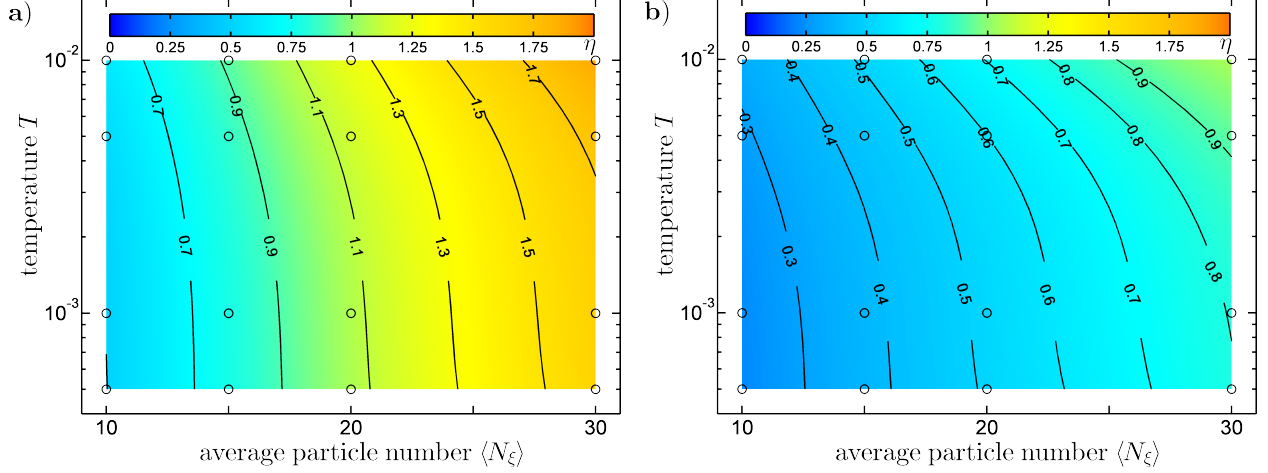 a)
0 0.25 0.5 0.75 1 1.25 1.5 1.75 η
10⁻²
10⁻³
temperature T
0.7 0.9 1.1 1.3 1.5 1.7
0.7 0.9 1.1 1.3 1.5
10 20 30
average particle number ⟨N_ξ⟩
b)
0 0.25 0.5 0.75 1 1.25 1.5 1.75 η
10⁻²
10⁻³
temperature T
0.4 0.5 0.6 0.7 0.8 0.9
0.3 0.4 0.5 0.6 0.7 0.8 0.9
0.3 0.4 0.5 0.6 0.7 0.8
10 20 30
average particle number ⟨N_ξ⟩